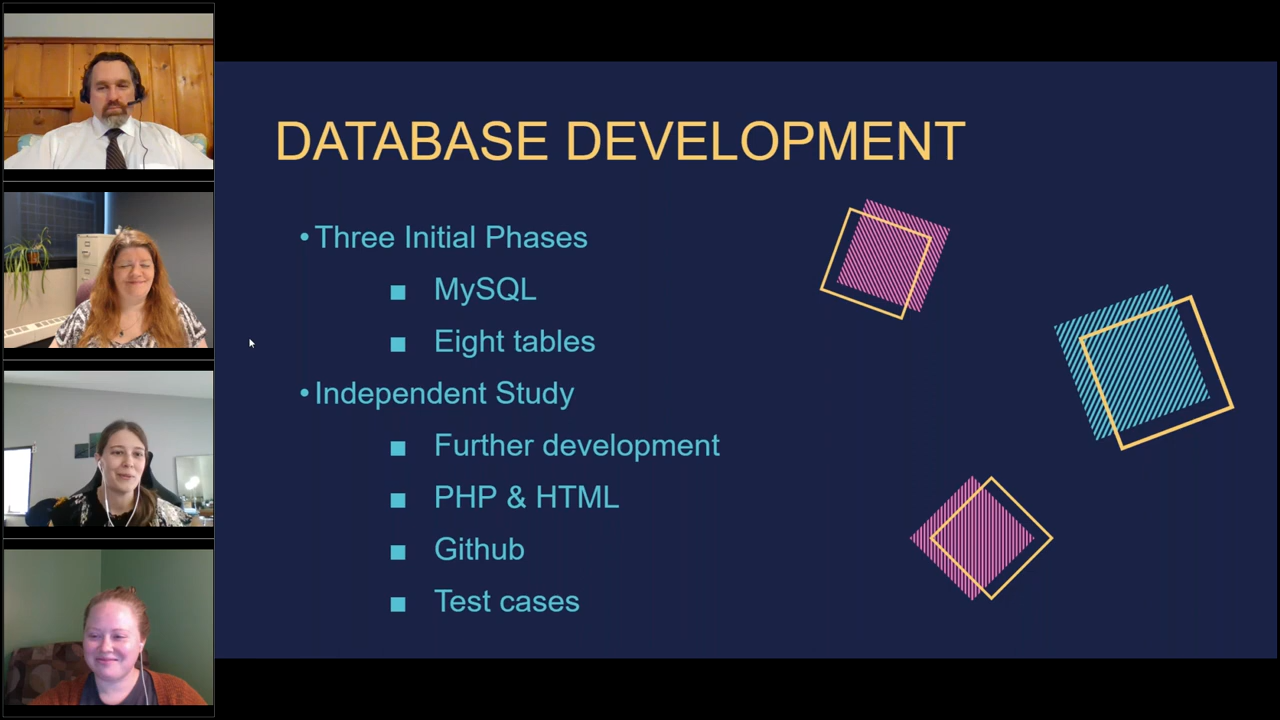 DATABASE DEVELOPMENT
• Three Initial Phases
■ MySQL
■ Eight tables
• Independent Study
■ Further development
■ PHP & HTML
■ Github
■ Test cases